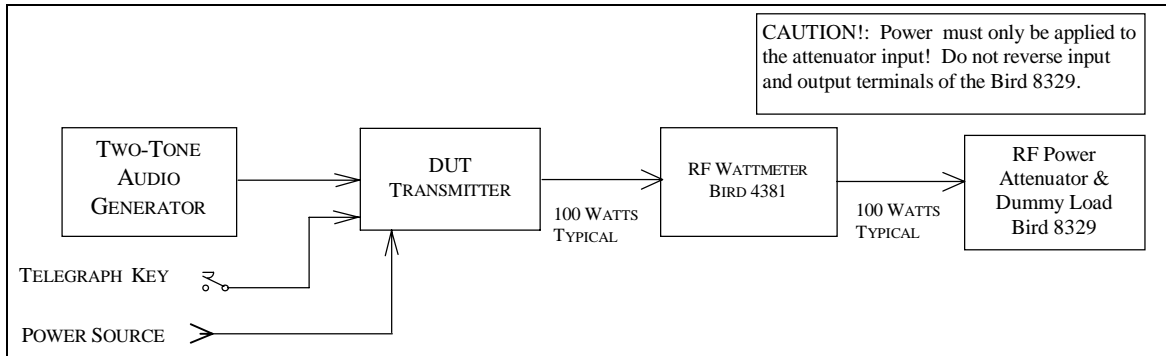 CAUTION!: Power must only be applied to
the attenuator input! Do not reverse input
and output terminals of the Bird 8329.
TWO-TONE
AUDIO
GENERATOR
DUT
TRANSMITTER
100 WATTS
TYPICAL
RF WATTMETER
BIRD 4381
100 WATTS
TYPICAL
RF Power
Attenuator &
Dummy Load
Bird 8329
TELEGRAPH KEY
POWER SOURCE